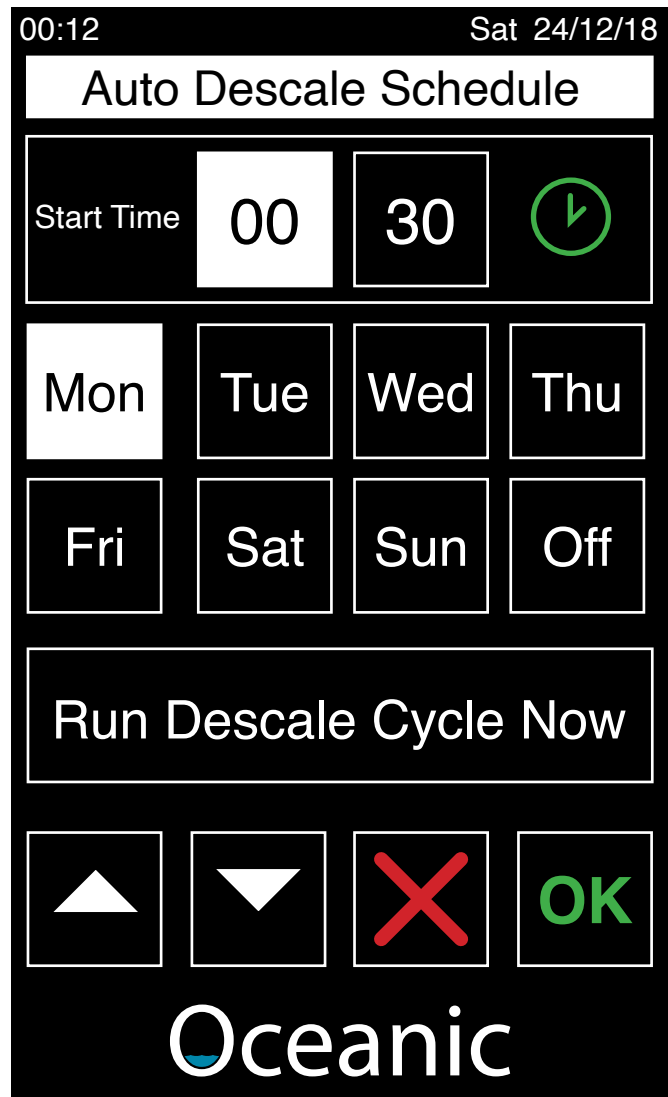 00:12 Sat 24/12/18
Auto Descale Schedule
Start Time 00 30
Mon Tue Wed Thu
Fri Sat Sun Off
Run Descale Cycle Now
OK
Oceanic